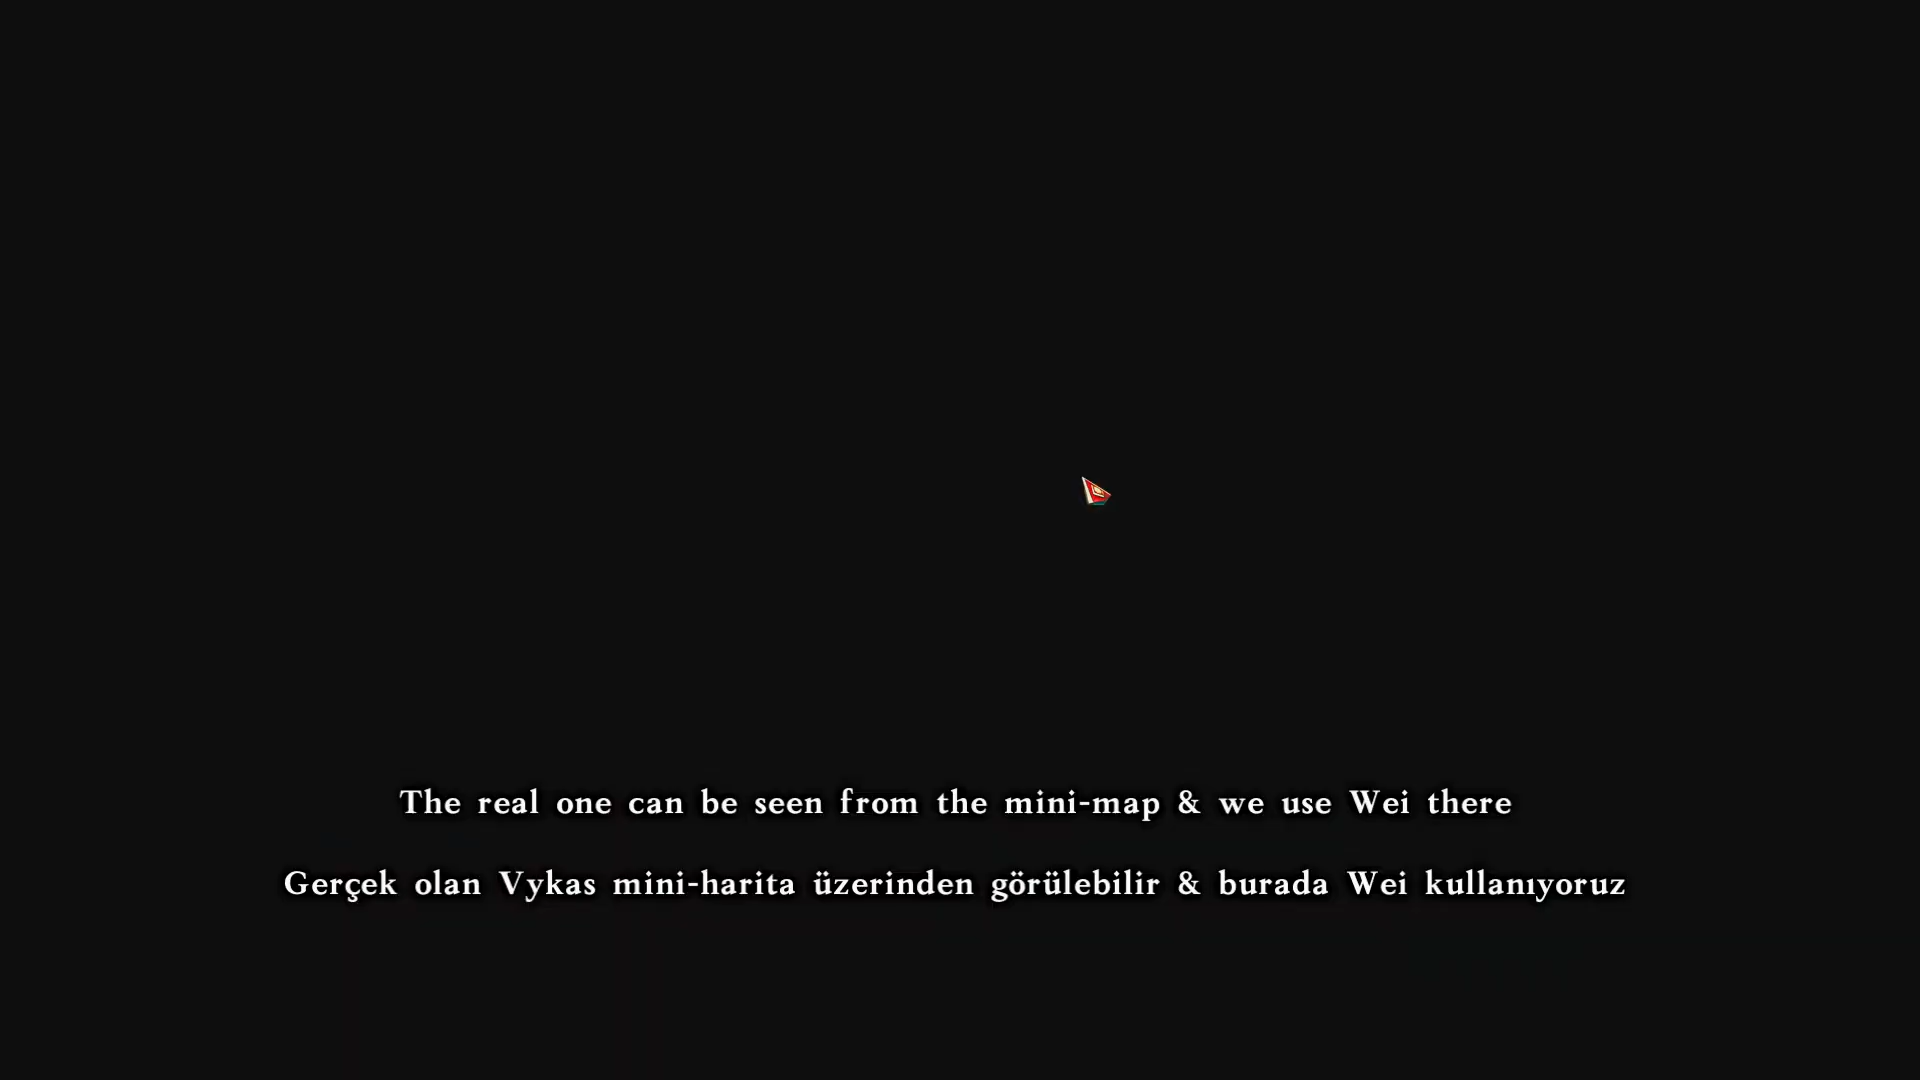 The real one can be seen from the mini-map & we use Wei there
Gerçek olan Vykas mini-harita üzerinden görülebilir & burada Wei kullanıyoruz